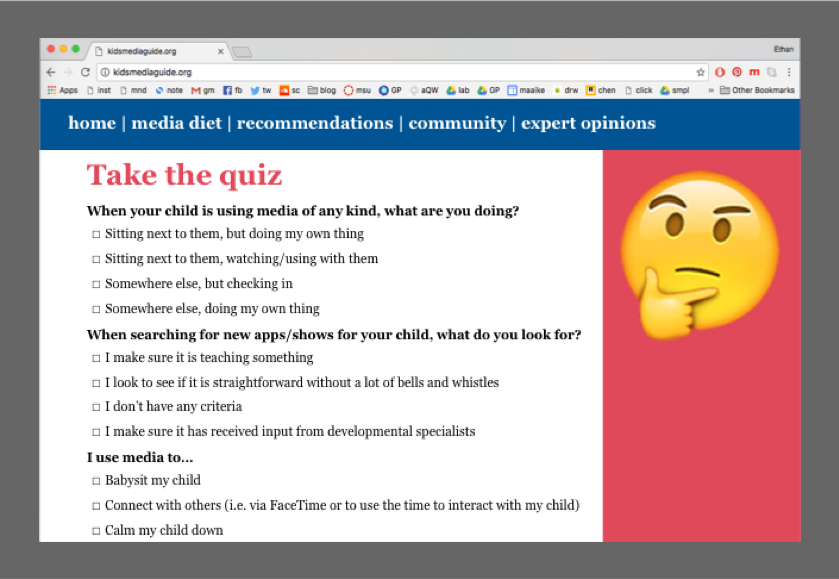 kidsmediaguide.org
Ethan
kidsmediaguide.org
Apps inst mnd note gm fb tw sc blog msu GP aQW lab GP maaike drw chen click smpl » Other Bookmarks
home | media diet | recommendations | community | expert opinions
Take the quiz
When your child is using media of any kind, what are you doing?
Sitting next to them, but doing my own thing
Sitting next to them, watching/using with them
Somewhere else, but checking in
Somewhere else, doing my own thing
When searching for new apps/shows for your child, what do you look for?
I make sure it is teaching something
I look to see if it is straightforward without a lot of bells and whistles
I don't have any criteria
I make sure it has received input from developmental specialists
I use media to...
Babysit my child
Connect with others (i.e. via FaceTime or to use the time to interact with my child)
Calm my child down